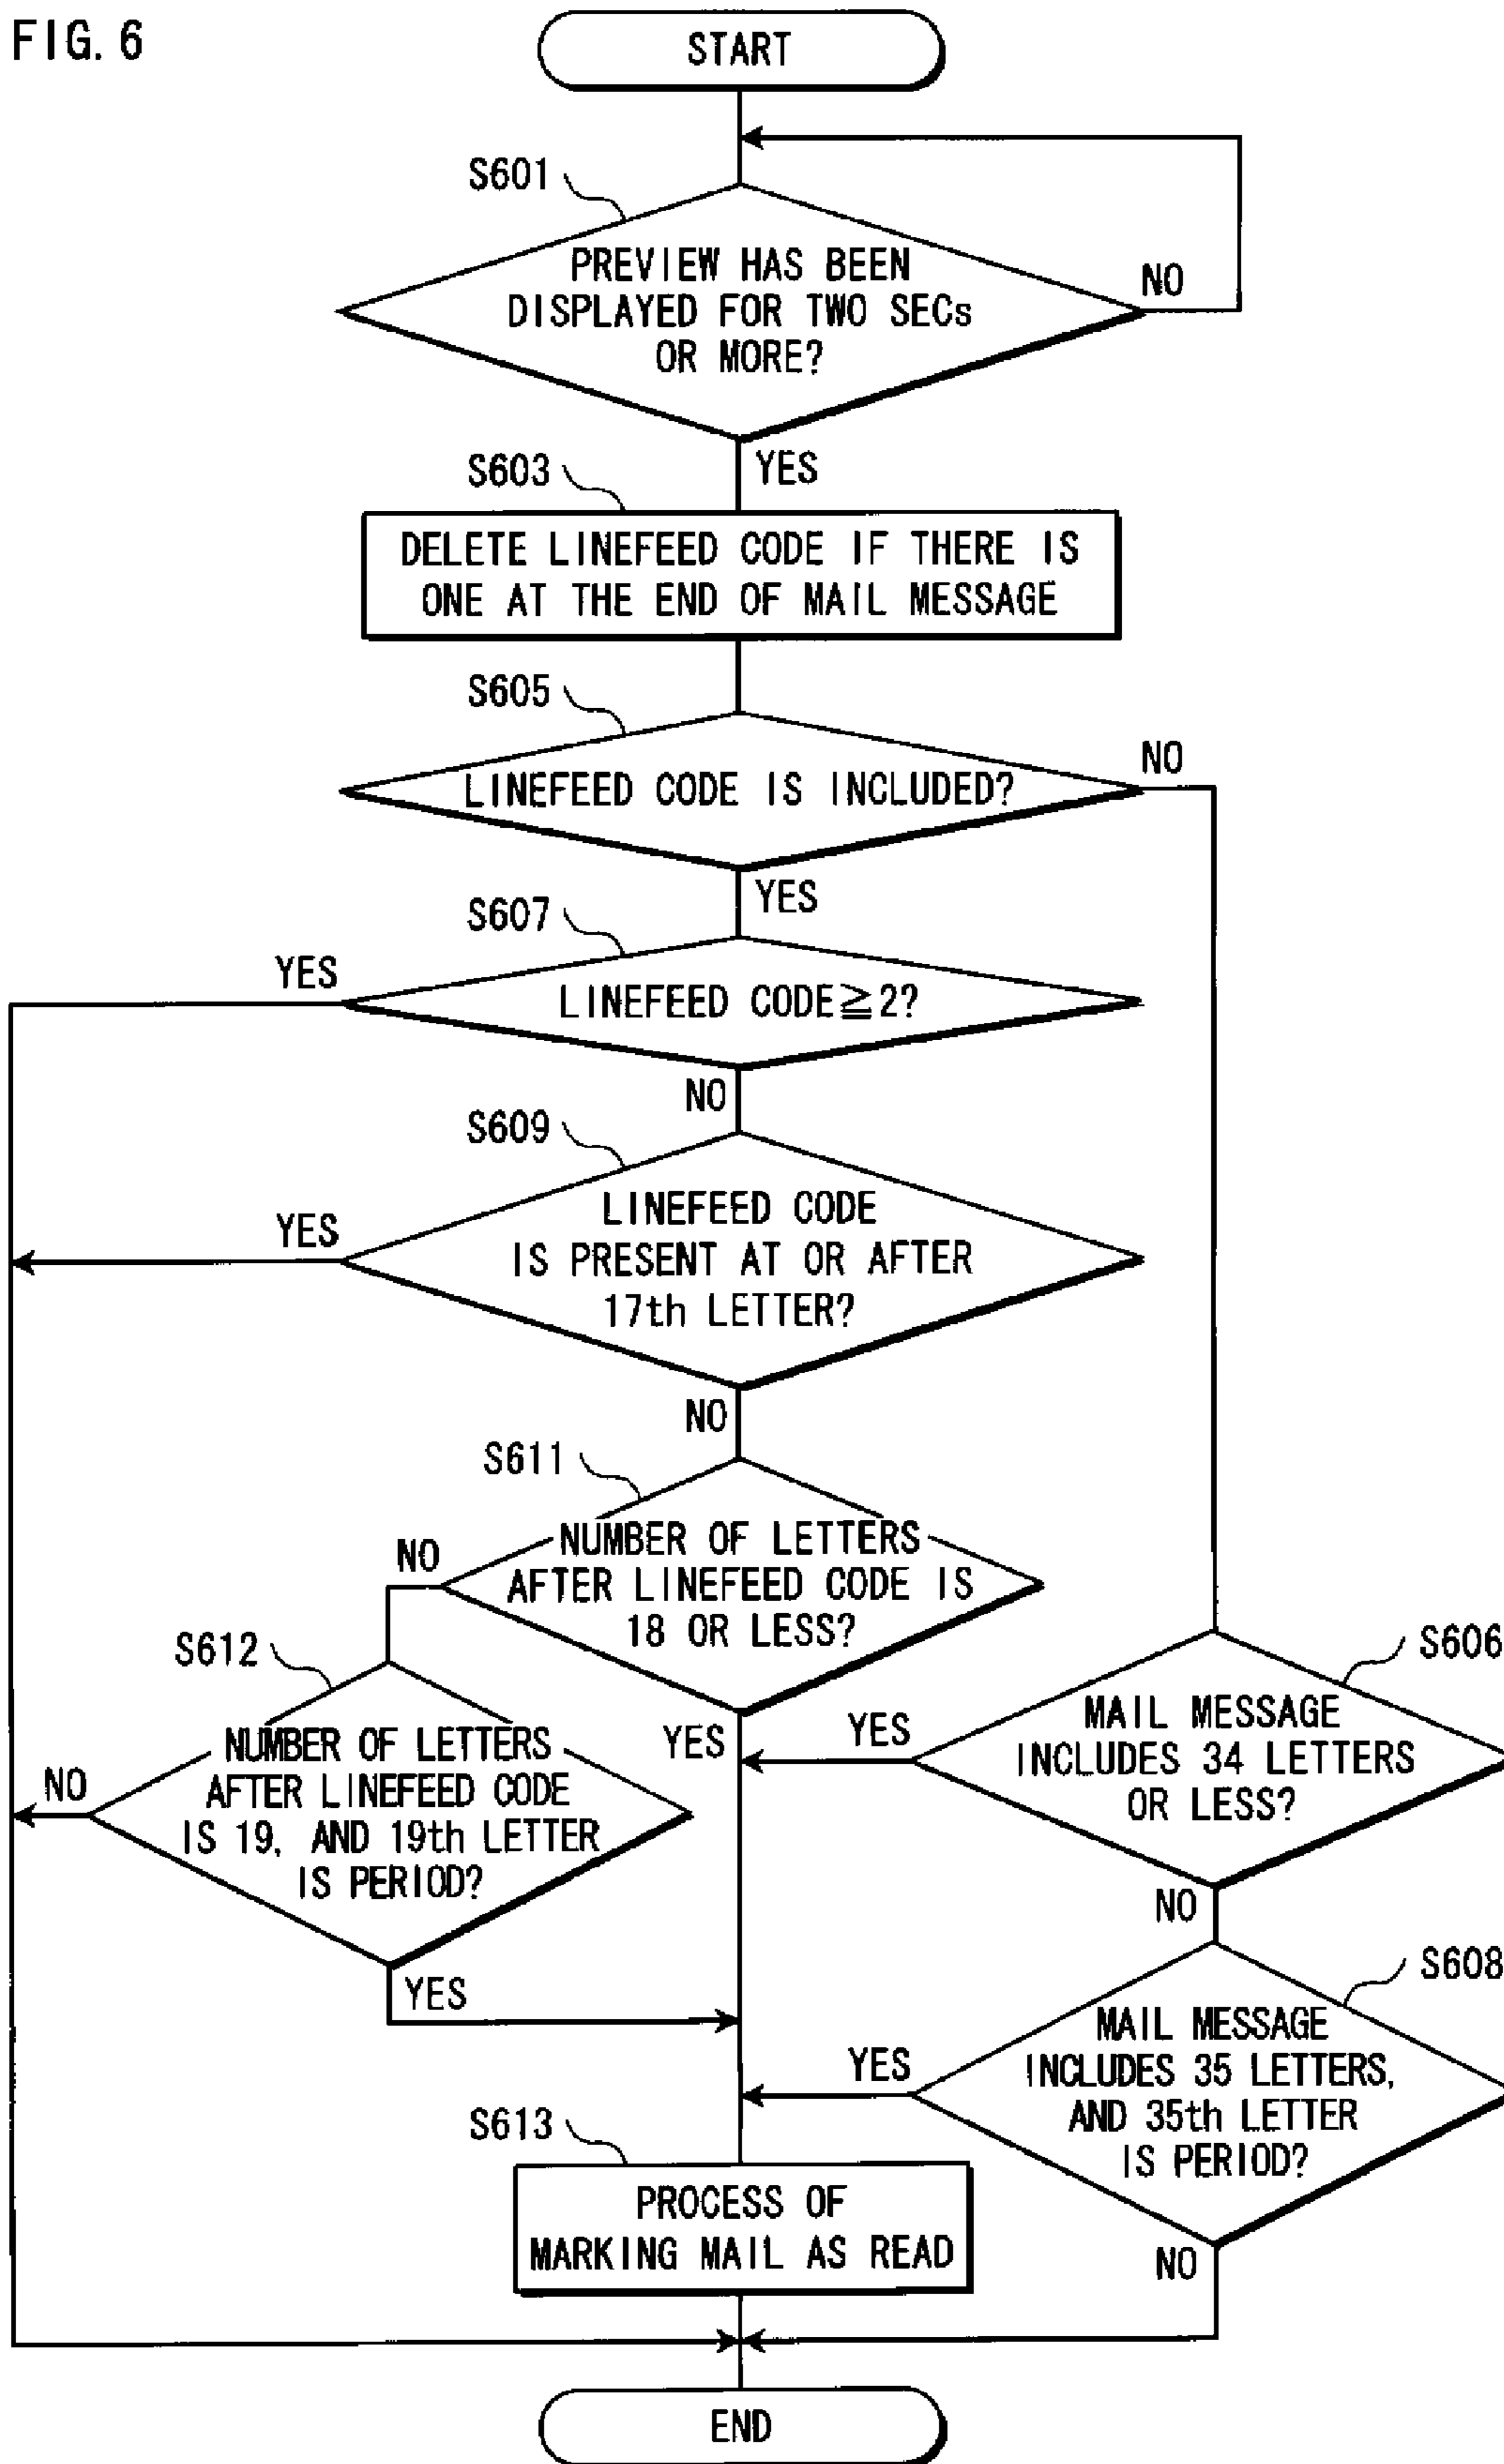 FIG. 6
START
S601
PREVIEW HAS BEEN
DISPLAYED FOR TWO SECs
OR MORE?
NO
YES
S603
DELETE LINEFEED CODE IF THERE IS
ONE AT THE END OF MAIL MESSAGE
S605
LINEFEED CODE IS INCLUDED?
NO
YES
S607
LINEFEED CODE≧2?
YES
NO
S609
LINEFEED CODE
IS PRESENT AT OR AFTER
17th LETTER?
YES
NO
S611
NUMBER OF LETTERS
AFTER LINEFEED CODE IS
18 OR LESS?
NO
YES
S612
NUMBER OF LETTERS
AFTER LINEFEED CODE
IS 19, AND 19th LETTER
IS PERIOD?
NO
YES
S606
MAIL MESSAGE
INCLUDES 34 LETTERS
OR LESS?
YES
NO
S608
MAIL MESSAGE
INCLUDES 35 LETTERS,
AND 35th LETTER
IS PERIOD?
YES
NO
S613
PROCESS OF
MARKING MAIL AS READ
END